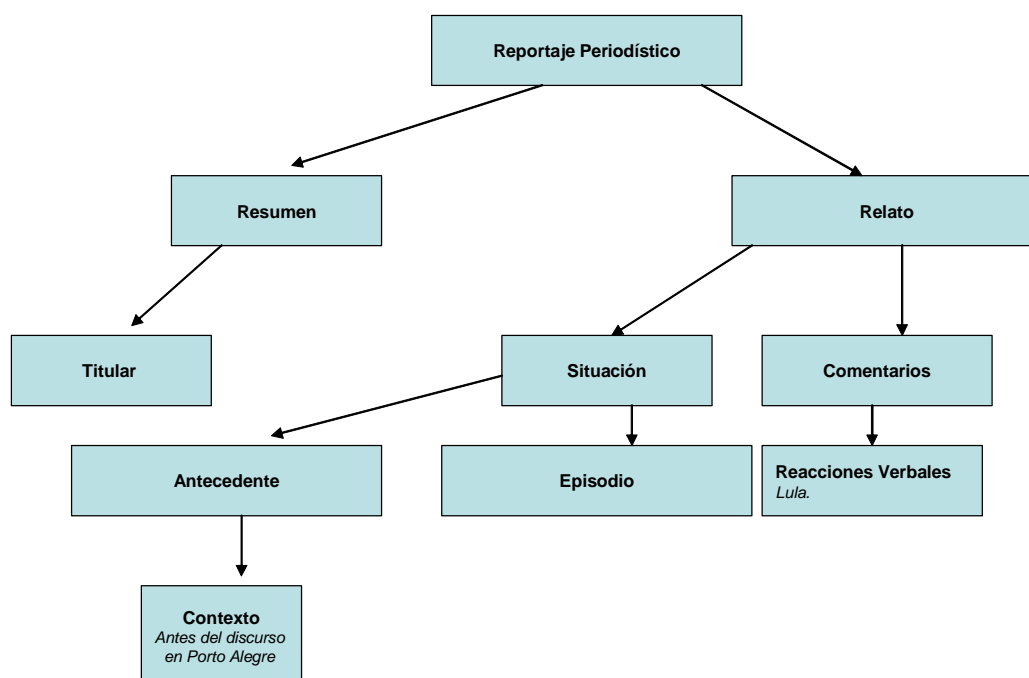 Reportaje Periodístico
Resumen
Relato
Titular
Situación
Comentarios
Antecedente
Episodio
Reacciones Verbales
Lula.
Contexto
Antes del discurso
en Porto Alegre